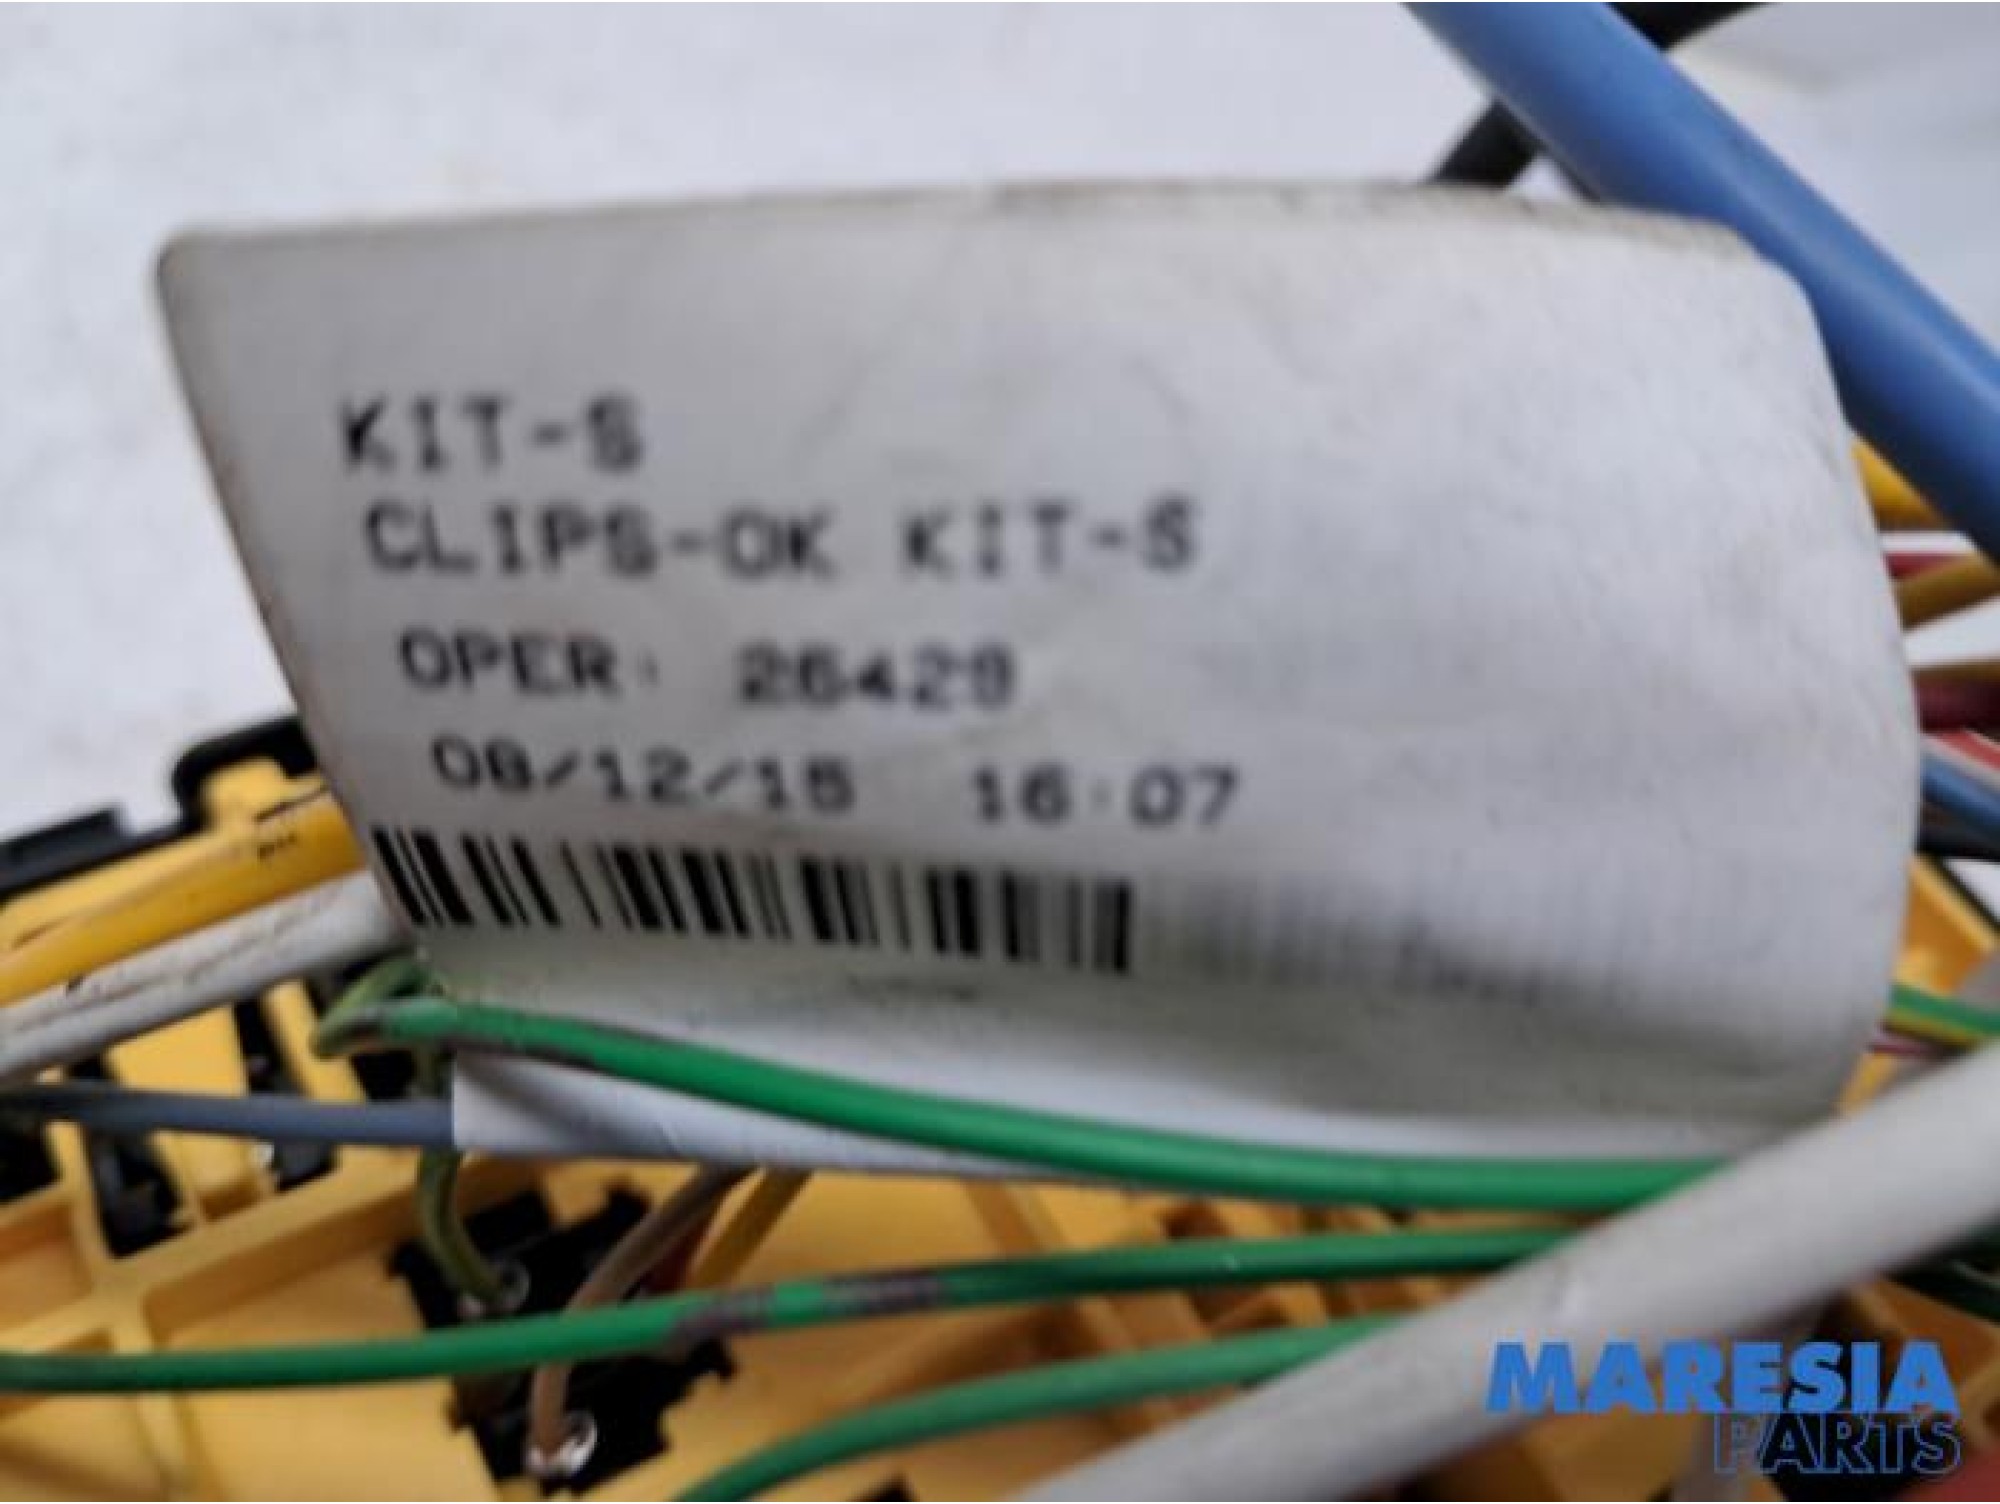 KIT-S
CLIPS-OK KIT-S
OPER: 26429
08/12/15 16:07
MARESIA
PARTS